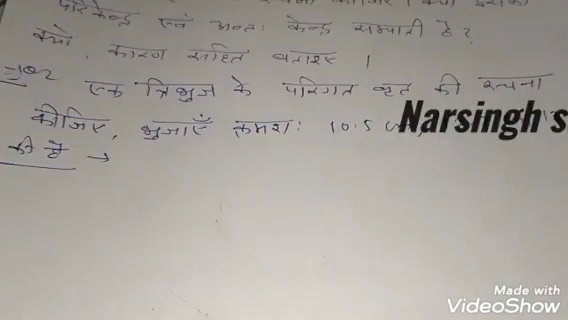 परिकेन्द्र एवं अन्तः केन्द्र सम्पाती है?
क्यों, कारण सहित बताइए ।
एक त्रिभुज के परिगत वृत की रचना
कीजिए, भुजाएँ क्रमशः 10.5 cm
की है →
Narsingh s
Made with
VideoShow